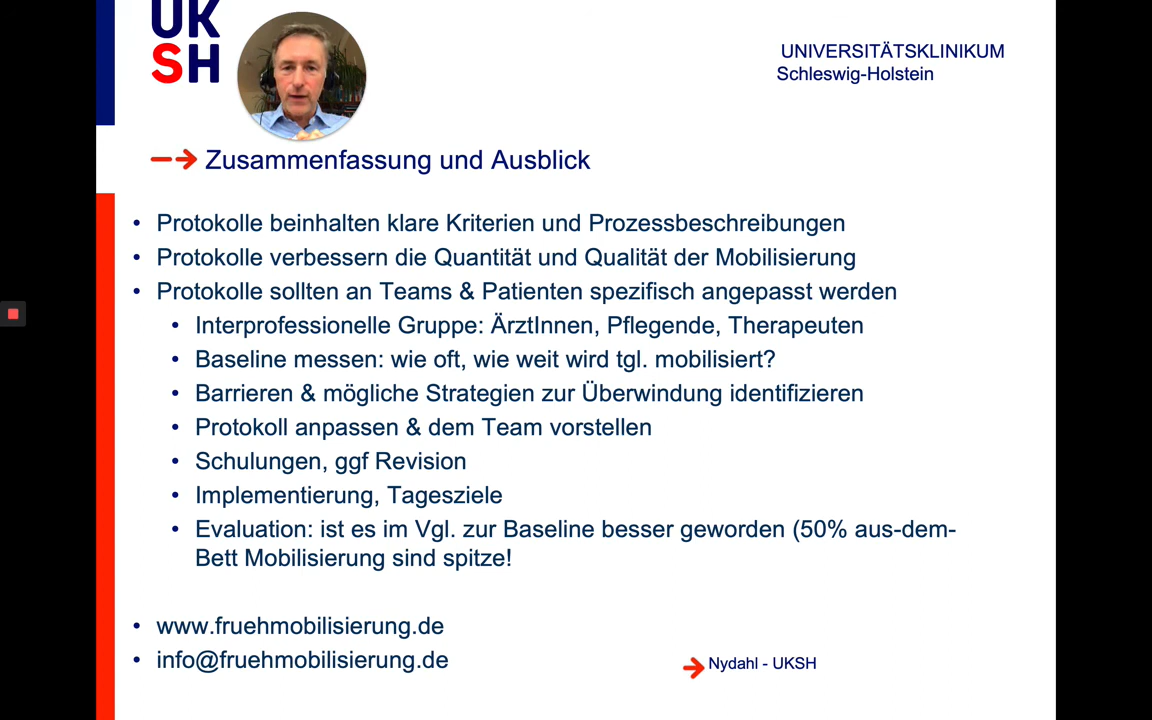 UK
SH
UNIVERSITÄTSKLINIKUM
Schleswig-Holstein
Zusammenfassung und Ausblick
• Protokolle beinhalten klare Kriterien und Prozessbeschreibungen
• Protokolle verbessern die Quantität und Qualität der Mobilisierung
• Protokolle sollten an Teams & Patienten spezifisch angepasst werden
• Interprofessionelle Gruppe: ÄrztInnen, Pflegende, Therapeuten
• Baseline messen: wie oft, wie weit wird tgl. mobilisiert?
• Barrieren & mögliche Strategien zur Überwindung identifizieren
• Protokoll anpassen & dem Team vorstellen
• Schulungen, ggf Revision
• Implementierung, Tagesziele
• Evaluation: ist es im Vgl. zur Baseline besser geworden (50% aus-dem-
Bett Mobilisierung sind spitze!
• www.fruehmobilisierung.de
• info@fruehmobilisierung.de
Nydahl - UKSH